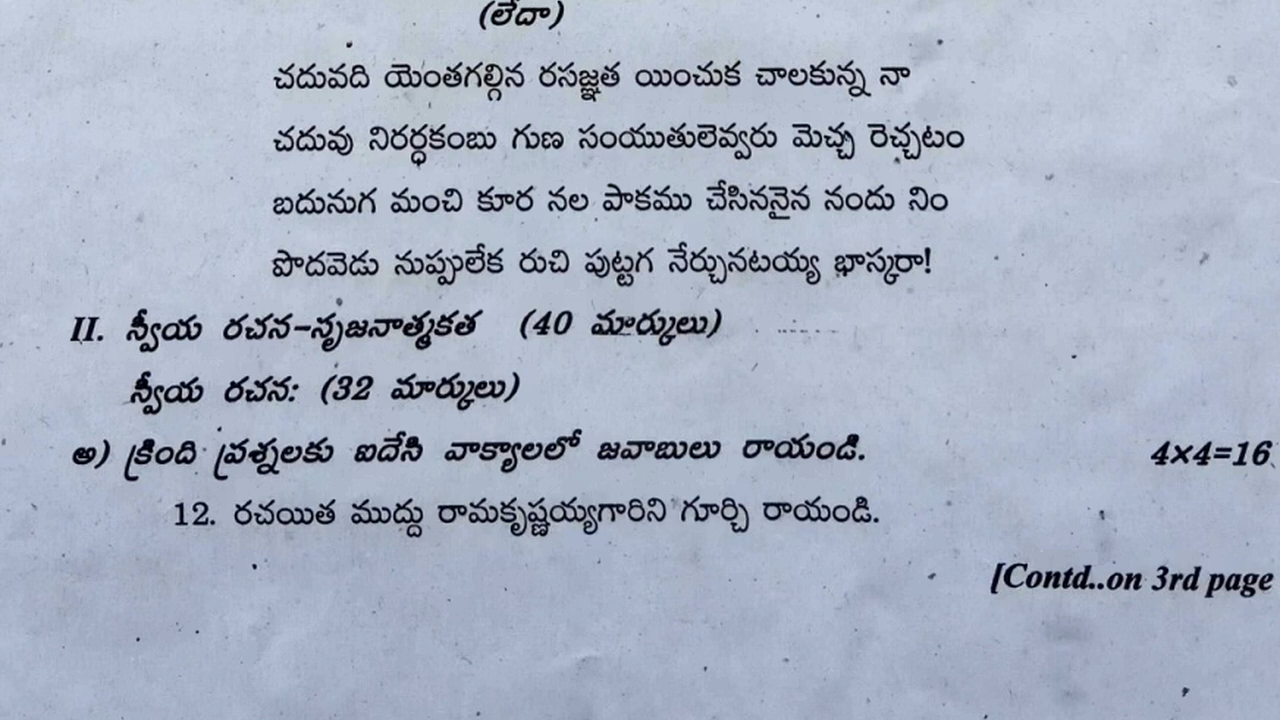 (లేదా)
చదువది యెంతగల్గిన రసజ్ఞత యించుక చాలకున్న నా
చదువు నిరర్ధకంబు గుణ సంయుతులెవ్వరు మెచ్చ రెచ్చటం
బదునుగ మంచి కూర నల పాకము చేసిననైన నందు నిం
పొదవెడు నుప్పులేక రుచి పుట్టగ నేర్చునటయ్య భాస్కరా!
II. స్వీయ రచన-సృజనాత్మకత (40 మార్కులు)
స్వీయ రచన: (32 మార్కులు)
అ) క్రింది ప్రశ్నలకు ఐదేసి వాక్యాలలో జవాబులు రాయండి. 4×4=16
12. రచయిత ముద్దు రామకృష్ణయ్యగారిని గూర్చి రాయండి.
[Contd..on 3rd page